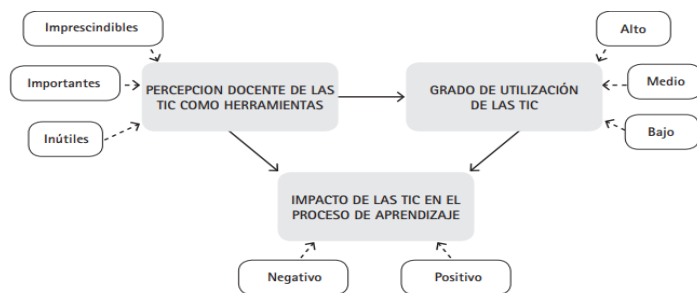 Imprescindibles
Importantes
Inútiles
PERCEPCION DOCENTE DE LAS
TIC COMO HERRAMIENTAS
GRADO DE UTILIZACIÓN
DE LAS TIC
Alto
Medio
Bajo
IMPACTO DE LAS TIC EN EL
PROCESO DE APRENDIZAJE
Negativo
Positivo